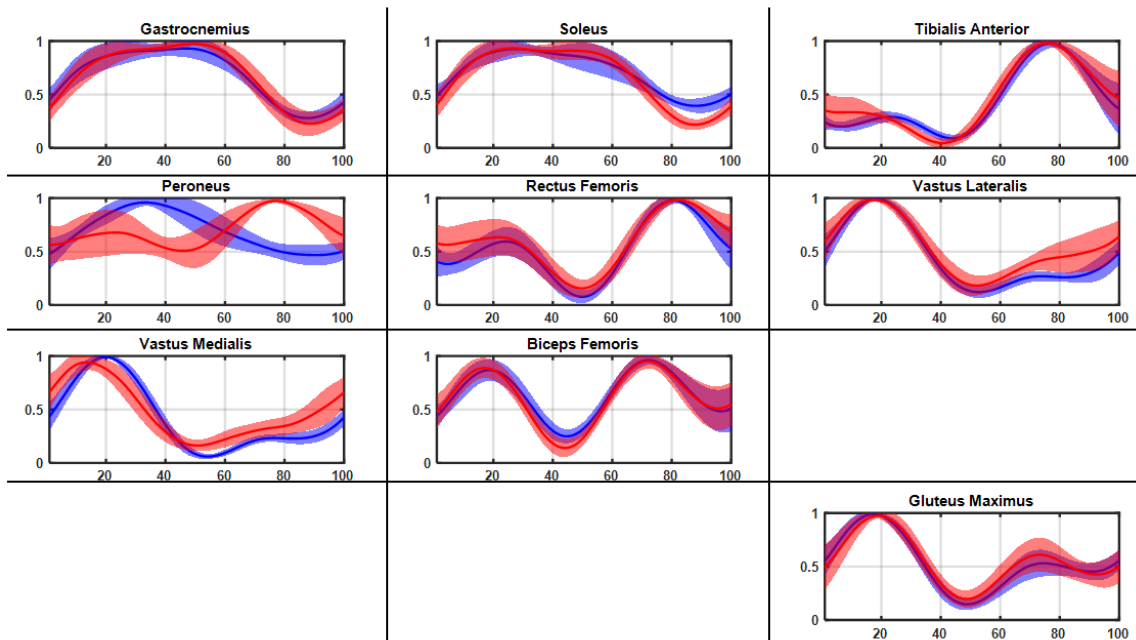 Gastrocnemius
1
0.5
0
20 40 60 80 100
Soleus
1
0.5
0
20 40 60 80 100
Tibialis Anterior
1
0.5
0
20 40 60 80 100
Peroneus
1
0.5
0
20 40 60 80 100
Rectus Femoris
1
0.5
0
20 40 60 80 100
Vastus Lateralis
1
0.5
0
20 40 60 80 100
Vastus Medialis
1
0.5
0
20 40 60 80 100
Biceps Femoris
1
0.5
0
20 40 60 80 100
Gluteus Maximus
1
0.5
0
20 40 60 80 100